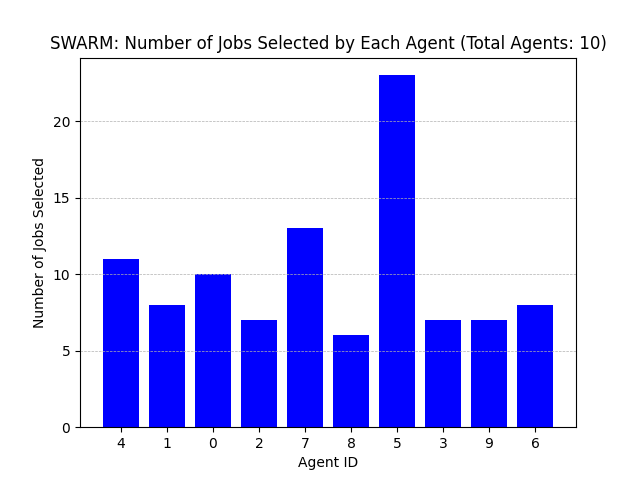 SWARM: Number of Jobs Selected by Each Agent (Total Agents: 10)
Number of Jobs Selected
20
15
10
5
0
4 1 0 2 7 8 5 3 9 6
Agent ID